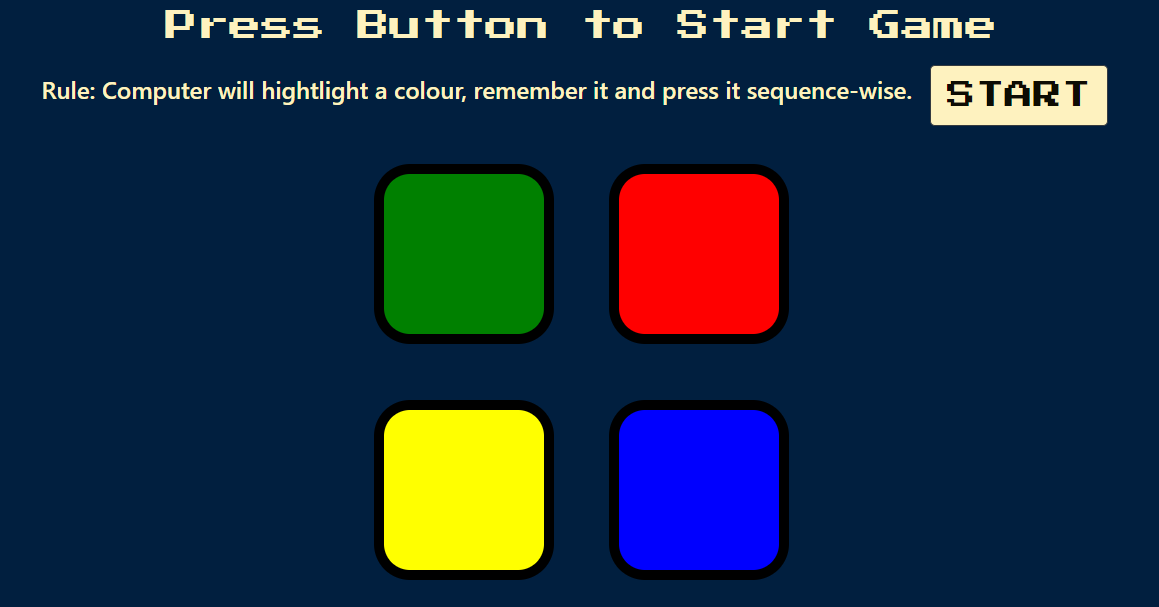 Press Button to Start Game
Rule: Computer will hightlight a colour, remember it and press it sequence-wise.
START